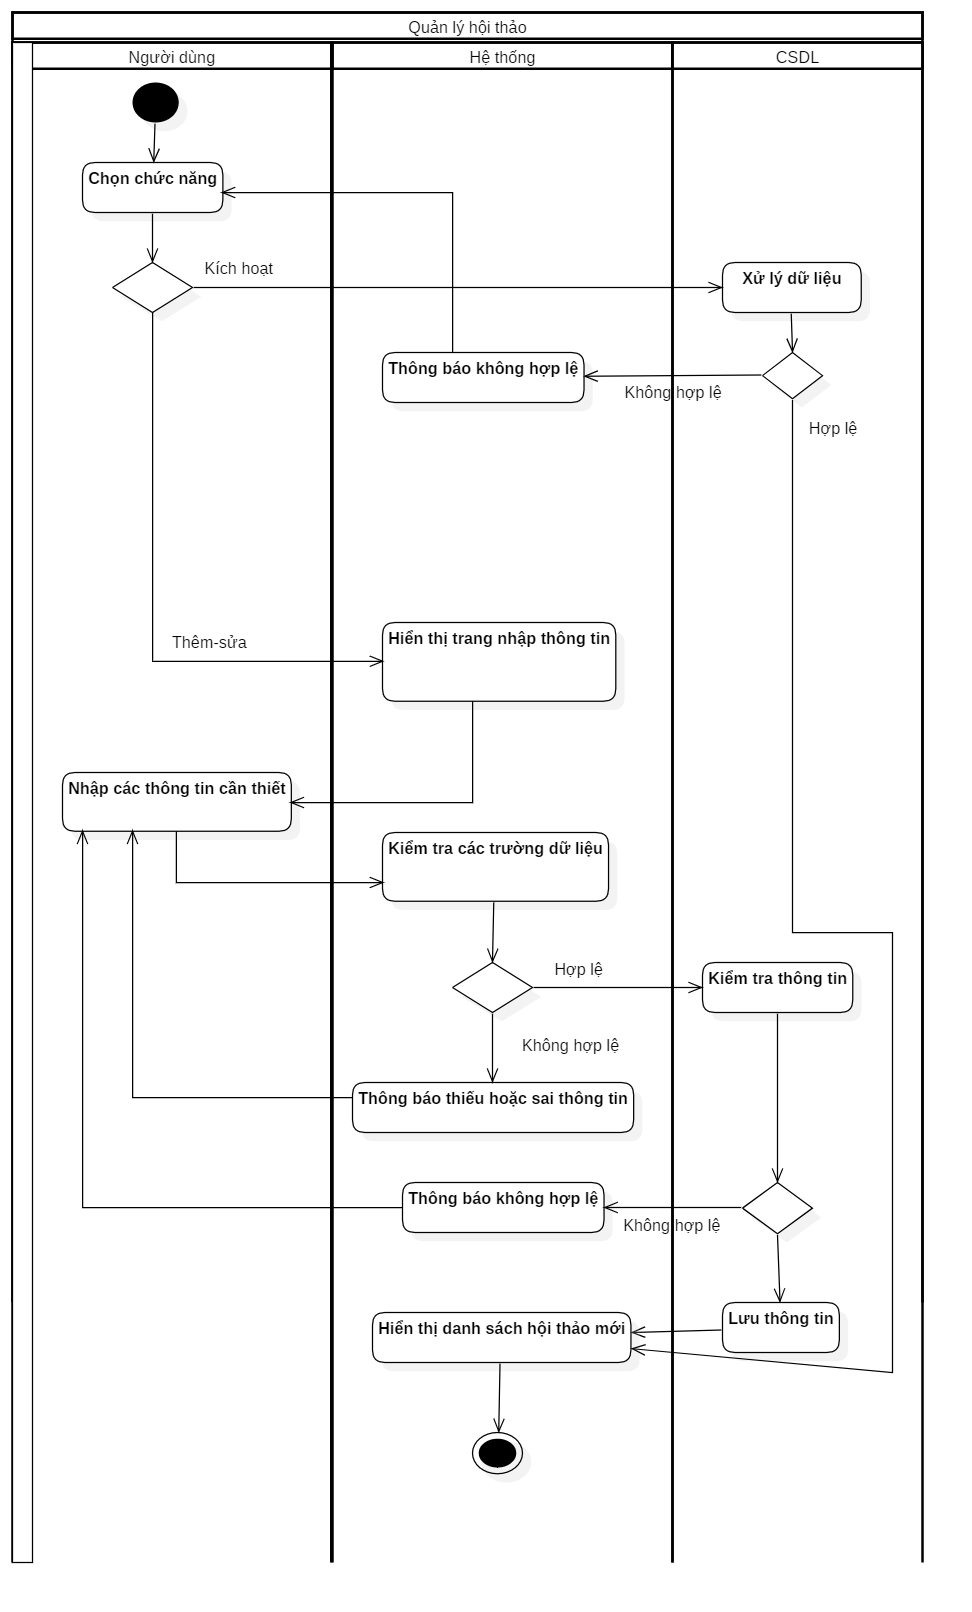 Quản lý hội thảo
Người dùng
Hệ thống
CSDL
Chọn chức năng
Kích hoạt
Xử lý dữ liệu
Thông báo không hợp lệ
Không hợp lệ
Hợp lệ
Thêm-sửa
Hiển thị trang nhập thông tin
Nhập các thông tin cần thiết
Kiểm tra các trường dữ liệu
Hợp lệ
Kiểm tra thông tin
Không hợp lệ
Thông báo thiếu hoặc sai thông tin
Thông báo không hợp lệ
Không hợp lệ
Lưu thông tin
Hiển thị danh sách hội thảo mới